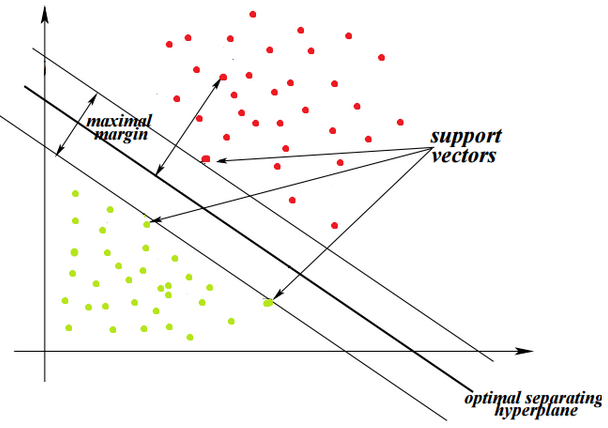 maximal
margin
support
vectors
optimal separating
hyperplane